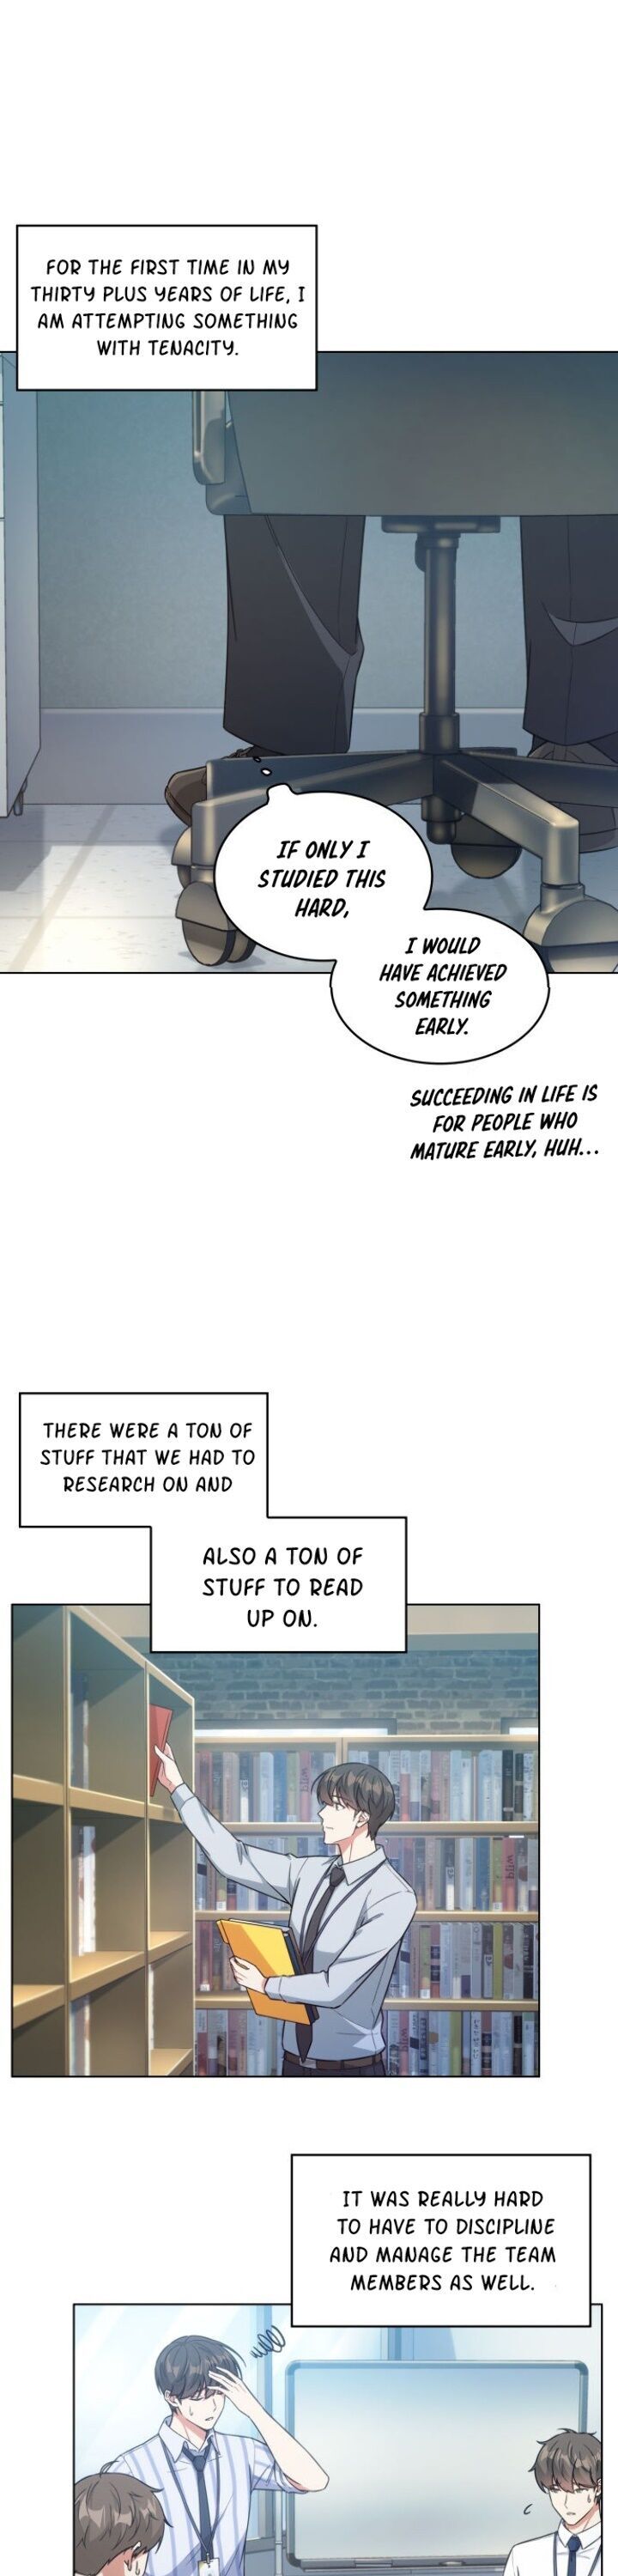 FOR THE FIRST TIME IN MY
THIRTY PLUS YEARS OF LIFE, I
AM ATTEMPTING SOMETHING
WITH TENACITY.
IF ONLY I
STUDIED THIS
HARD,
I WOULD
HAVE ACHIEVED
SOMETHING
EARLY.
SUCCEEDING IN LIFE IS
FOR PEOPLE WHO
MATURE EARLY, HUH...
THERE WERE A TON OF
STUFF THAT WE HAD TO
RESEARCH ON AND
ALSO A TON OF
STUFF TO READ
UP ON.
IT WAS REALLY HARD
TO HAVE TO DISCIPLINE
AND MANAGE THE TEAM
MEMBERS AS WELL.